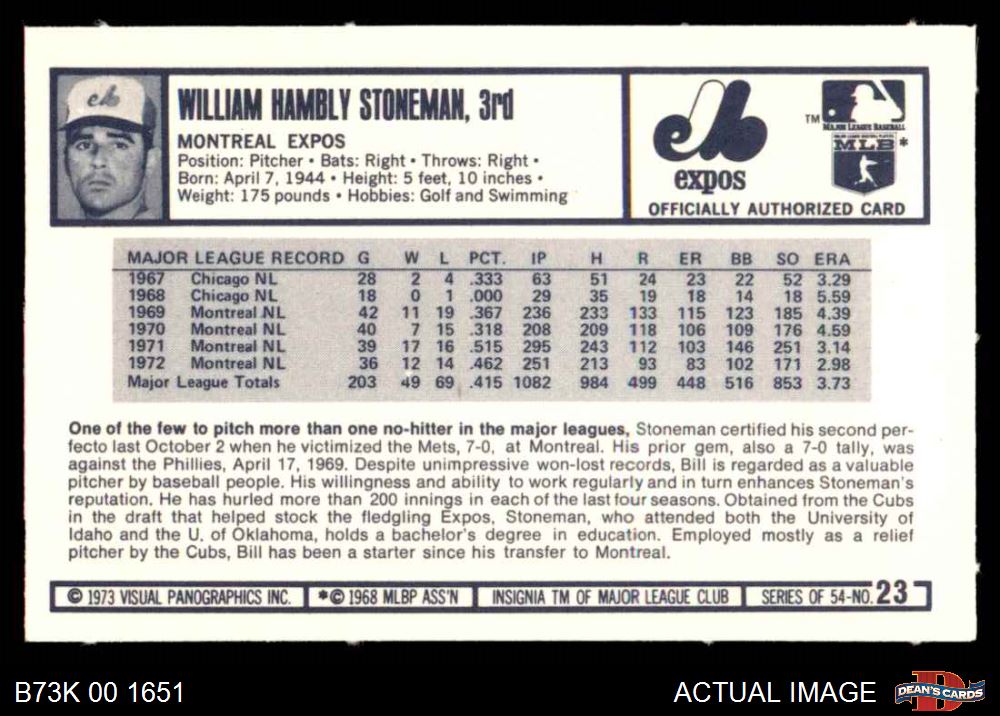 eb
WILLIAM HAMBLY STONEMAN, 3rd
MONTREAL EXPOS
Position: Pitcher • Bats: Right • Throws: Right •
Born: April 7, 1944 • Height: 5 feet, 10 inches •
Weight: 175 pounds • Hobbies: Golf and Swimming
eb
expos
TM
MAJOR LEAGUE BASEBALL
MAJOR LEAGUE BASEBALL PLAYERS
MLB *
OFFICIALLY AUTHORIZED CARD
MAJOR LEAGUE RECORD G W L PCT. IP H R ER BB SO ERA
1967 Chicago NL 28 2 4 .333 63 51 24 23 22 52 3.29
1968 Chicago NL 18 0 1 .000 29 35 19 18 14 18 5.59
1969 Montreal NL 42 11 19 .367 236 233 133 115 123 185 4.39
1970 Montreal NL 40 7 15 .318 208 209 118 106 109 176 4.59
1971 Montreal NL 39 17 16 .515 295 243 112 103 146 251 3.14
1972 Montreal NL 36 12 14 .462 251 213 93 83 102 171 2.98
Major League Totals 203 49 69 .415 1082 984 499 448 516 853 3.73
One of the few to pitch more than one no-hitter in the major leagues, Stoneman certified his second per-
fecto last October 2 when he victimized the Mets, 7-0, at Montreal. His prior gem, also a 7-0 tally, was
against the Phillies, April 17, 1969. Despite unimpressive won-lost records, Bill is regarded as a valuable
pitcher by baseball people. His willingness and ability to work regularly and in turn enhances Stoneman's
reputation. He has hurled more than 200 innings in each of the last four seasons. Obtained from the Cubs
in the draft that helped stock the fledgling Expos, Stoneman, who attended both the University of
Idaho and the U. of Oklahoma, holds a bachelor's degree in education. Employed mostly as a relief
pitcher by the Cubs, Bill has been a starter since his transfer to Montreal.
© 1973 VISUAL PANOGRAPHICS INC. *© 1968 MLBP ASS'N INSIGNIA TM OF MAJOR LEAGUE CLUB SERIES OF 54-NO. 23
B73K 00 1651
ACTUAL IMAGE
D
DEAN'S CARDS